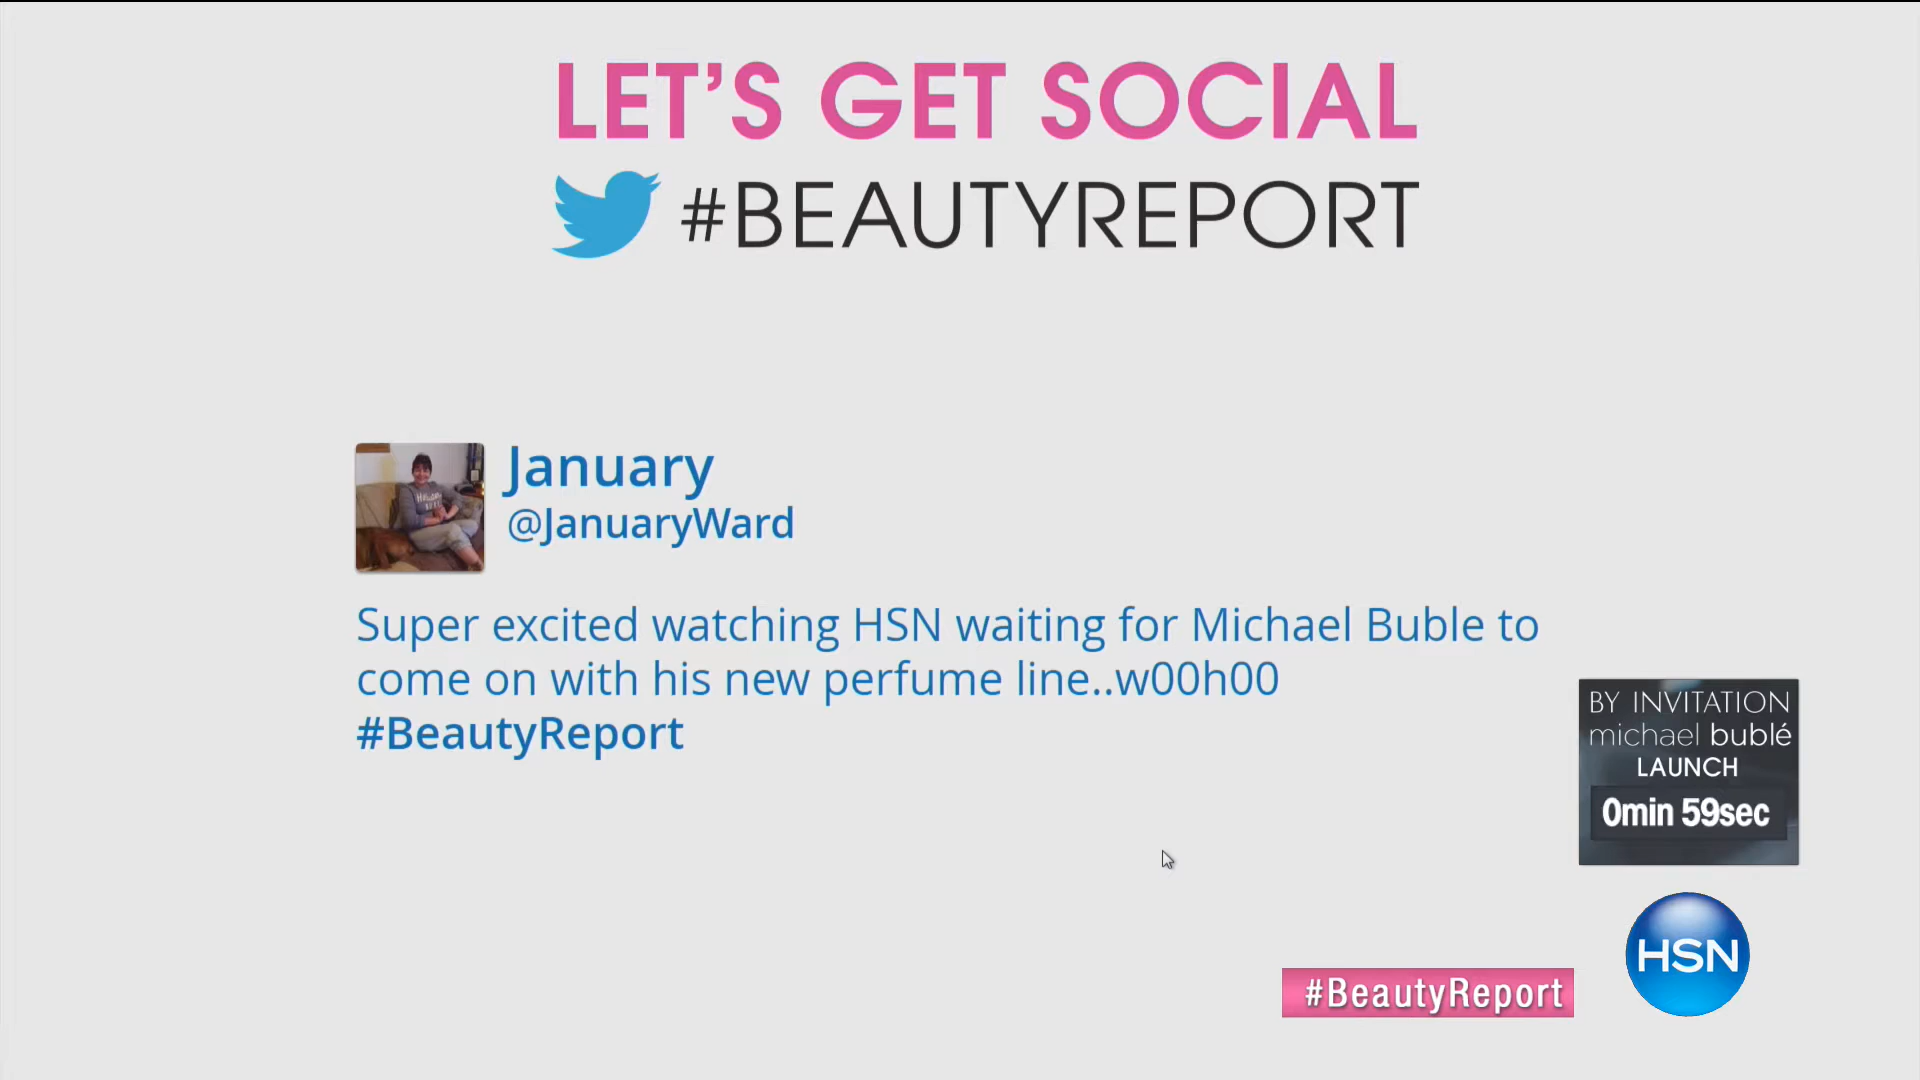 LET'S GET SOCIAL
#BEAUTYREPORT
January
@JanuaryWard
Super excited watching HSN waiting for Michael Buble to
come on with his new perfume line..w00h00
#BeautyReport
BY INVITATION
michael bublé
LAUNCH
0min 59sec
HSN
#BeautyReport